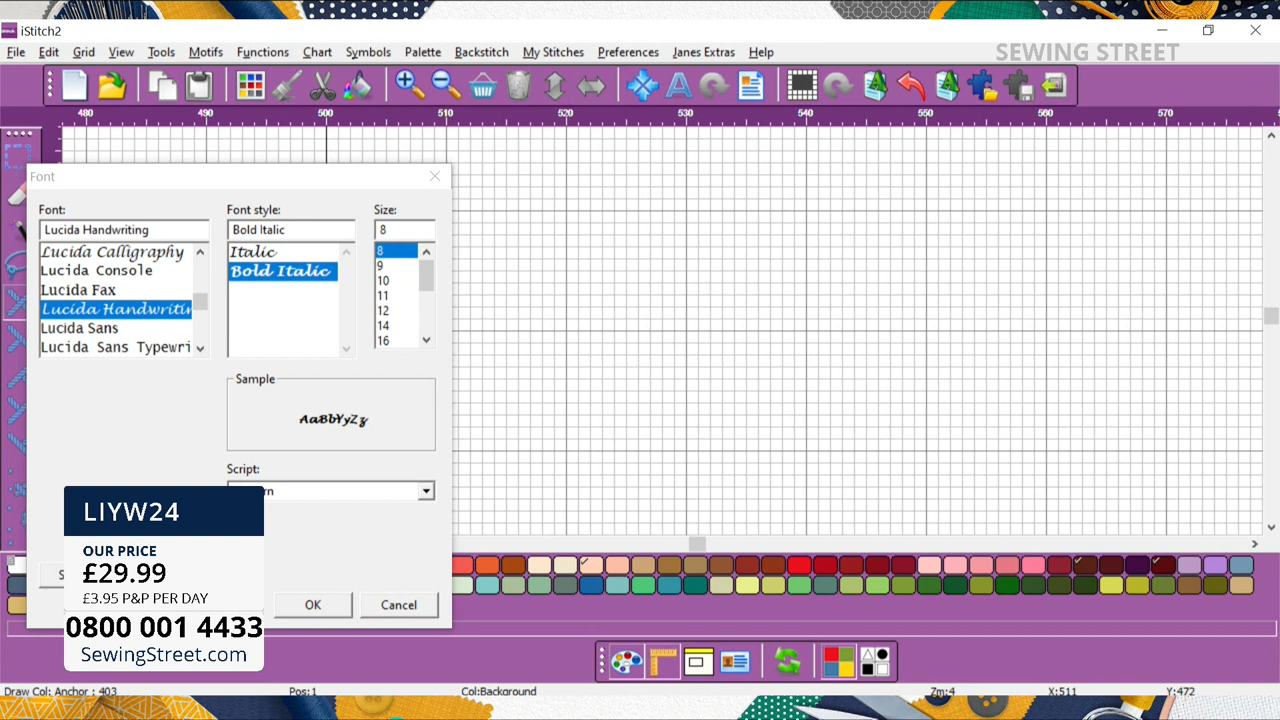 iStitch2
File Edit Grid View Tools Motifs Functions Chart Symbols Palette Backstitch My Stitches Preferences Janes Extras Help
SEWING STREET
480 490 500 510 520 530 540 550 560 570
Font
Font: Font style: Size:
Lucida Handwriting Bold Italic 8
Lucida Calligraphy Italic 8
Lucida Console Bold Italic 9
Lucida Fax 10
Lucida Handwritin 11
Lucida Sans 12
Lucida Sans Typewri 14
16
Sample
AaBbYyZz
Script:
LIYW24
OUR PRICE
£29.99
£3.95 P&P PER DAY
0800 001 4433
SewingStreet.com
OK Cancel
Draw Col: Anchor : 403 Pos:1 Col:Background Zm:4 X:511 Y:472